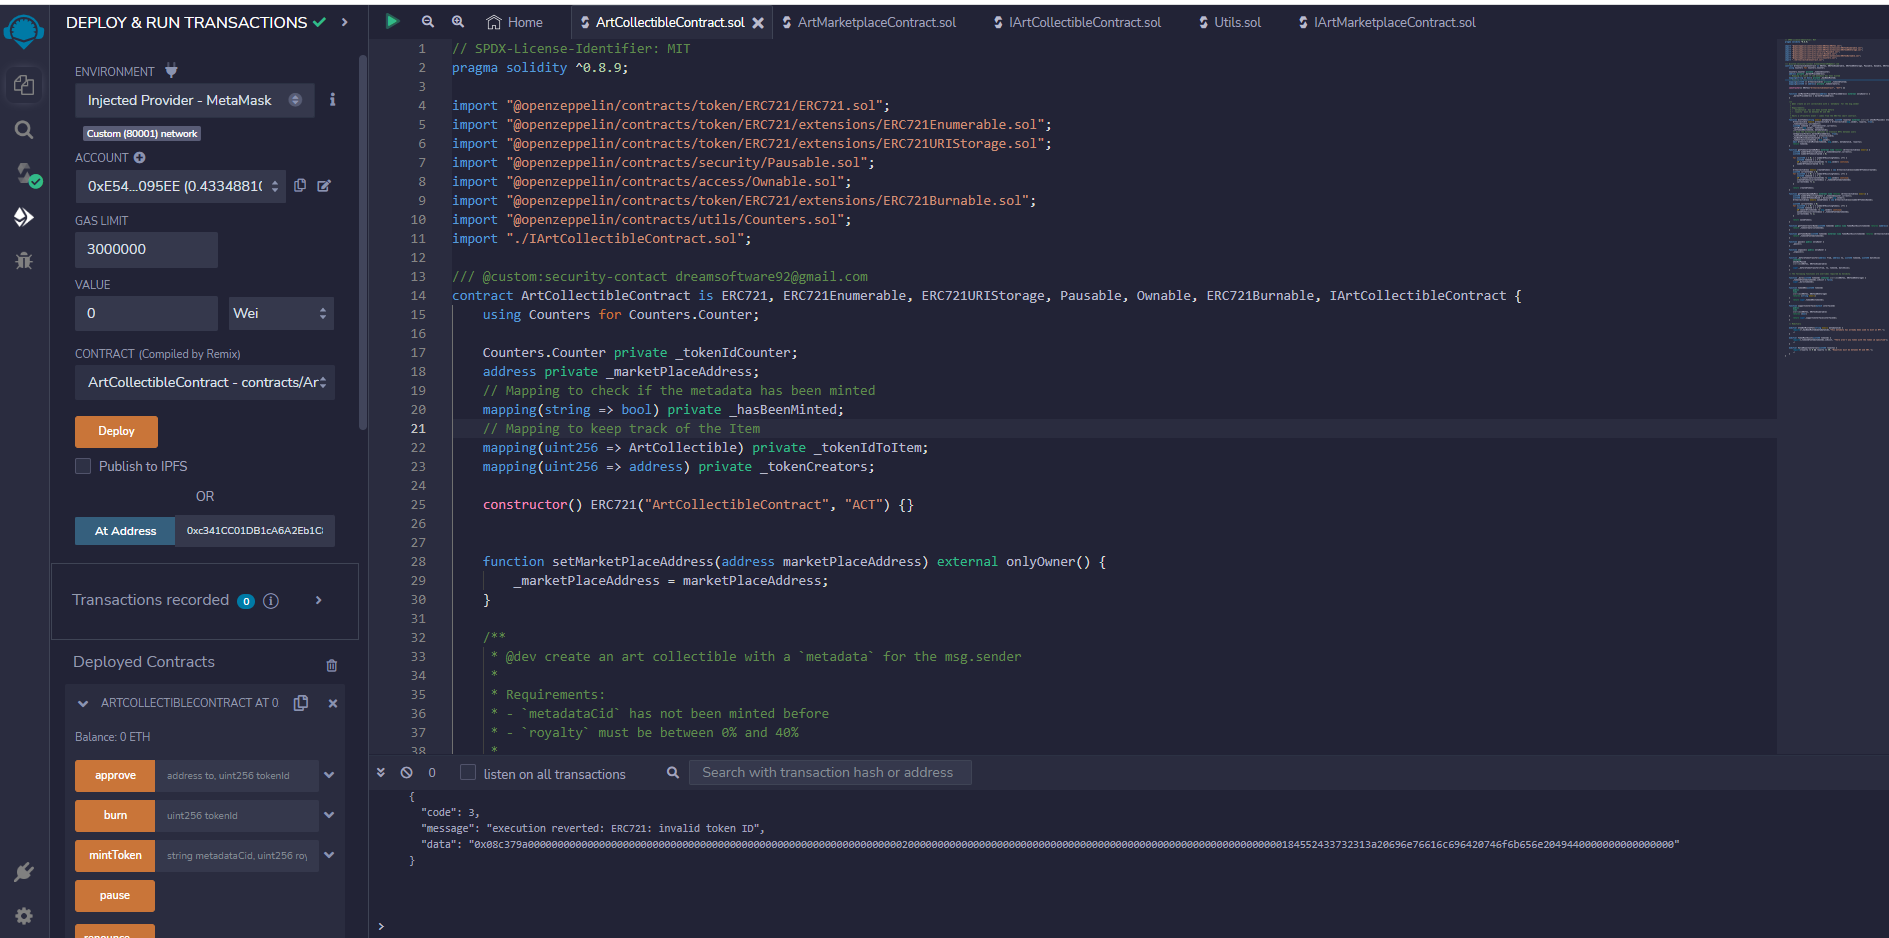 DEPLOY & RUN TRANSACTIONS
ENVIRONMENT
Injected Provider - MetaMask
Custom (80001) network
ACCOUNT
0xE54...095EE (0.43348810
GAS LIMIT
3000000
VALUE
0
Wei
CONTRACT (Compiled by Remix)
ArtCollectibleContract - contracts/Ar
Deploy
Publish to IPFS
OR
At Address
0xc341CC01DB1cA6A2Eb1C
Transactions recorded 0 i
Deployed Contracts
ARTCOLLECTIBLECONTRACT AT 0
Balance: 0 ETH
approve address to, uint256 tokenId
burn uint256 tokenId
mintToken string metadataCid, uint256 roy
pause
Home ArtCollectibleContract.sol ArtMarketplaceContract.sol IArtCollectibleContract.sol Utils.sol IArtMarketplaceContract.sol
1 // SPDX-License-Identifier: MIT
2 pragma solidity ^0.8.9;
3
4 import "@openzeppelin/contracts/token/ERC721/ERC721.sol";
5 import "@openzeppelin/contracts/token/ERC721/extensions/ERC721Enumerable.sol";
6 import "@openzeppelin/contracts/token/ERC721/extensions/ERC721URIStorage.sol";
7 import "@openzeppelin/contracts/security/Pausable.sol";
8 import "@openzeppelin/contracts/access/Ownable.sol";
9 import "@openzeppelin/contracts/token/ERC721/extensions/ERC721Burnable.sol";
10 import "@openzeppelin/contracts/utils/Counters.sol";
11 import "./IArtCollectibleContract.sol";
12
13 /// @custom:security-contact dreamsoftware92@gmail.com
14 contract ArtCollectibleContract is ERC721, ERC721Enumerable, ERC721URIStorage, Pausable, Ownable, ERC721Burnable, IArtCollectibleContract {
15 using Counters for Counters.Counter;
16
17 Counters.Counter private _tokenIdCounter;
18 address private _marketPlaceAddress;
19 // Mapping to check if the metadata has been minted
20 mapping(string => bool) private _hasBeenMinted;
21 // Mapping to keep track of the Item
22 mapping(uint256 => ArtCollectible) private _tokenIdToItem;
23 mapping(uint256 => address) private _tokenCreators;
24
25 constructor() ERC721("ArtCollectibleContract", "ACT") {}
26
27
28 function setMarketPlaceAddress(address marketPlaceAddress) external onlyOwner() {
29 _marketPlaceAddress = marketPlaceAddress;
30 }
31
32 /**
33 * @dev create an art collectible with a `metadata` for the msg.sender
34 *
35 * Requirements:
36 * - `metadataCid` has not been minted before
37 * - `royalty` must be between 0% and 40%
38 *
0 listen on all transactions Search with transaction hash or address
{
"code": 3,
"message": "execution reverted: ERC721: invalid token ID",
}
>